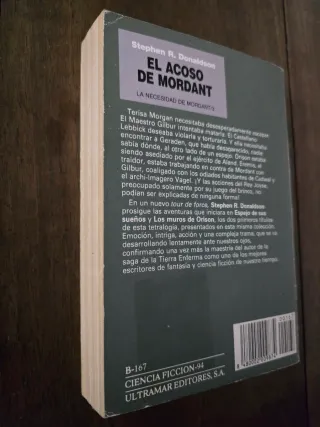 Stephen R. Donaldson
EL ACOSO
DE MORDANT
LA NECESIDAD DE MORDANT/3
Terisa Morgan necesitaba desesperadamente escapar.
El Maestro Gilbur intentaba matarla. El Castellano
Lebbick deseaba violarla y torturarla. Y ella necesitaba
encontrar a Geraden, que había desaparecido, nadie
sabía dónde, al otro lado de un espejo. Orison estaba
siendo asediado por el ejército de Alend. Eremis, el
traidor, estaba trabajando en contra de Mordant con
Gilbur, coaligado con los odiados habitantes de Cadwal y
el archi-Imagero Vagel. ¿Y las acciones del Rey Joyse,
preocupado solamente por su juego del brinco, no
podían ser explicadas de ninguna forma!
En un nuevo tour de force, Stephen R. Donaldson
prosigue las aventuras que iniciara en Espejo de sus
sueños y Los muros de Orison, los dos primeros títulos
de esta tetralogía, presentados en esta misma colección.
Emoción, intriga, acción y una compleja trama, que se va
desarrollando lentamente ante nuestros ojos,
confirmando una vez más la maestría del autor de la
saga de la Tierra Enferma como uno de los mejores
escritores de fantasía y ciencia ficción de nuestro tiempo.
B-167
CIENCIA FICCION-94
ULTRAMAR EDITORES, S.A.